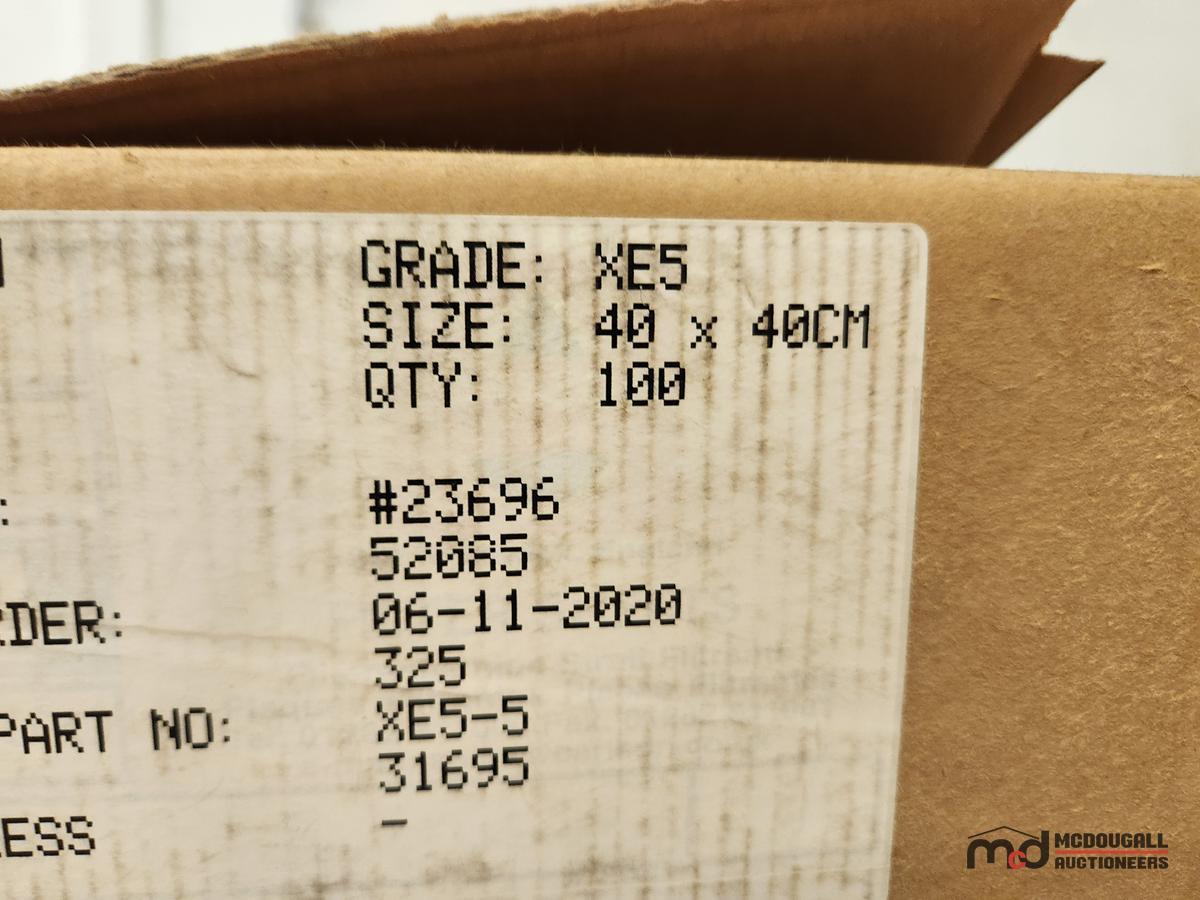 GRADE: XE5
SIZE: 40 x 40CM
QTY: 100
: #23696
52085
RDER: 06-11-2020
325
PART NO: XE5-5
31695
ESS -
mcd MCDOUGALL
AUCTIONEERS